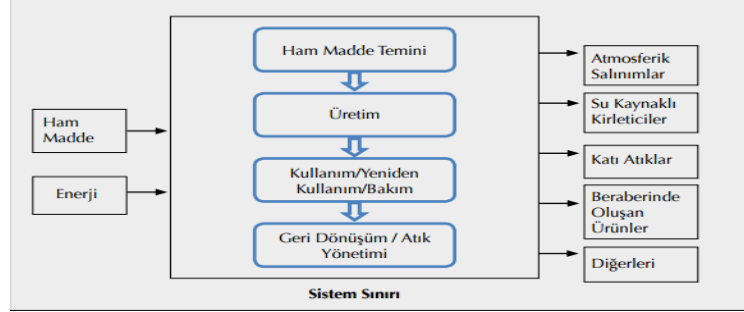 Ham
Madde
Enerji
Ham Madde Temini
Üretim
Kullanım/Yeniden
Kullanım/Bakım
Geri Dönüşüm / Atık
Yönetimi
Sistem Sınırı
Atmosferik
Salınımlar
Su Kaynaklı
Kirleticiler
Katı Atıklar
Beraberinde
Oluşan
Ürünler
Diğerleri